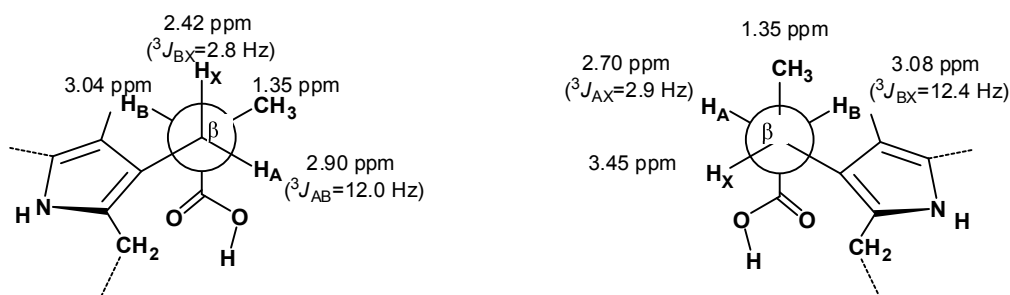 2.42 ppm
(³J_BX=2.8 Hz)
H_X
3.04 ppm
H_B
1.35 ppm
CH₃
β
H_A
2.90 ppm
(³J_AB=12.0 Hz)
H
N
O
O
H
CH₂
1.35 ppm
2.70 ppm
(³J_AX=2.9 Hz)
CH₃
3.08 ppm
(³J_BX=12.4 Hz)
H_A
H_B
β
3.45 ppm
H_X
O
O
H
N
H
CH₂